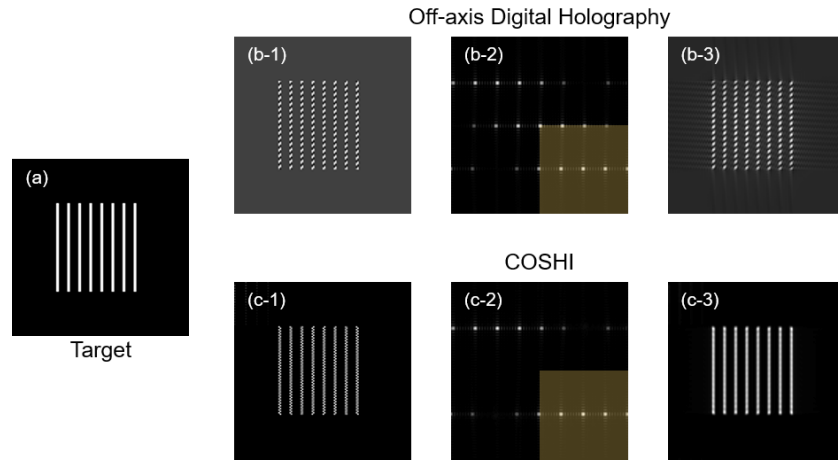 Off-axis Digital Holography
(b-1)
(b-2)
(b-3)
(a)
Target
COSHI
(c-1)
(c-2)
(c-3)